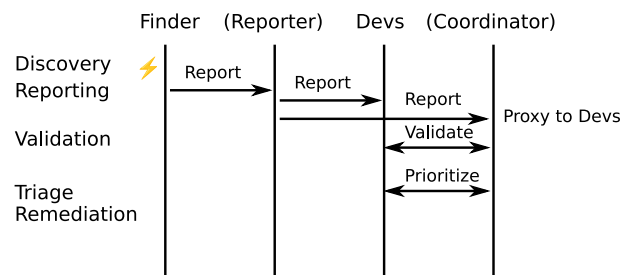 Finder (Reporter) Devs (Coordinator)
Discovery
Report
Reporting
Report
Report
Proxy to Devs
Validation
Validate
Prioritize
Triage
Remediation